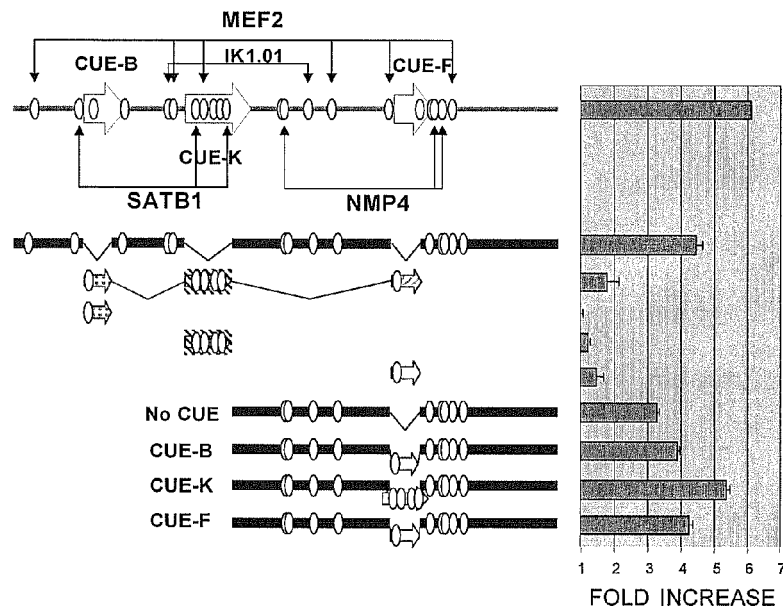 MEF2
IK1.01
CUE-B
CUE-F
CUE-K
SATB1
NMP4
No CUE
CUE-B
CUE-K
CUE-F
1 2 3 4 5 6 7
FOLD INCREASE